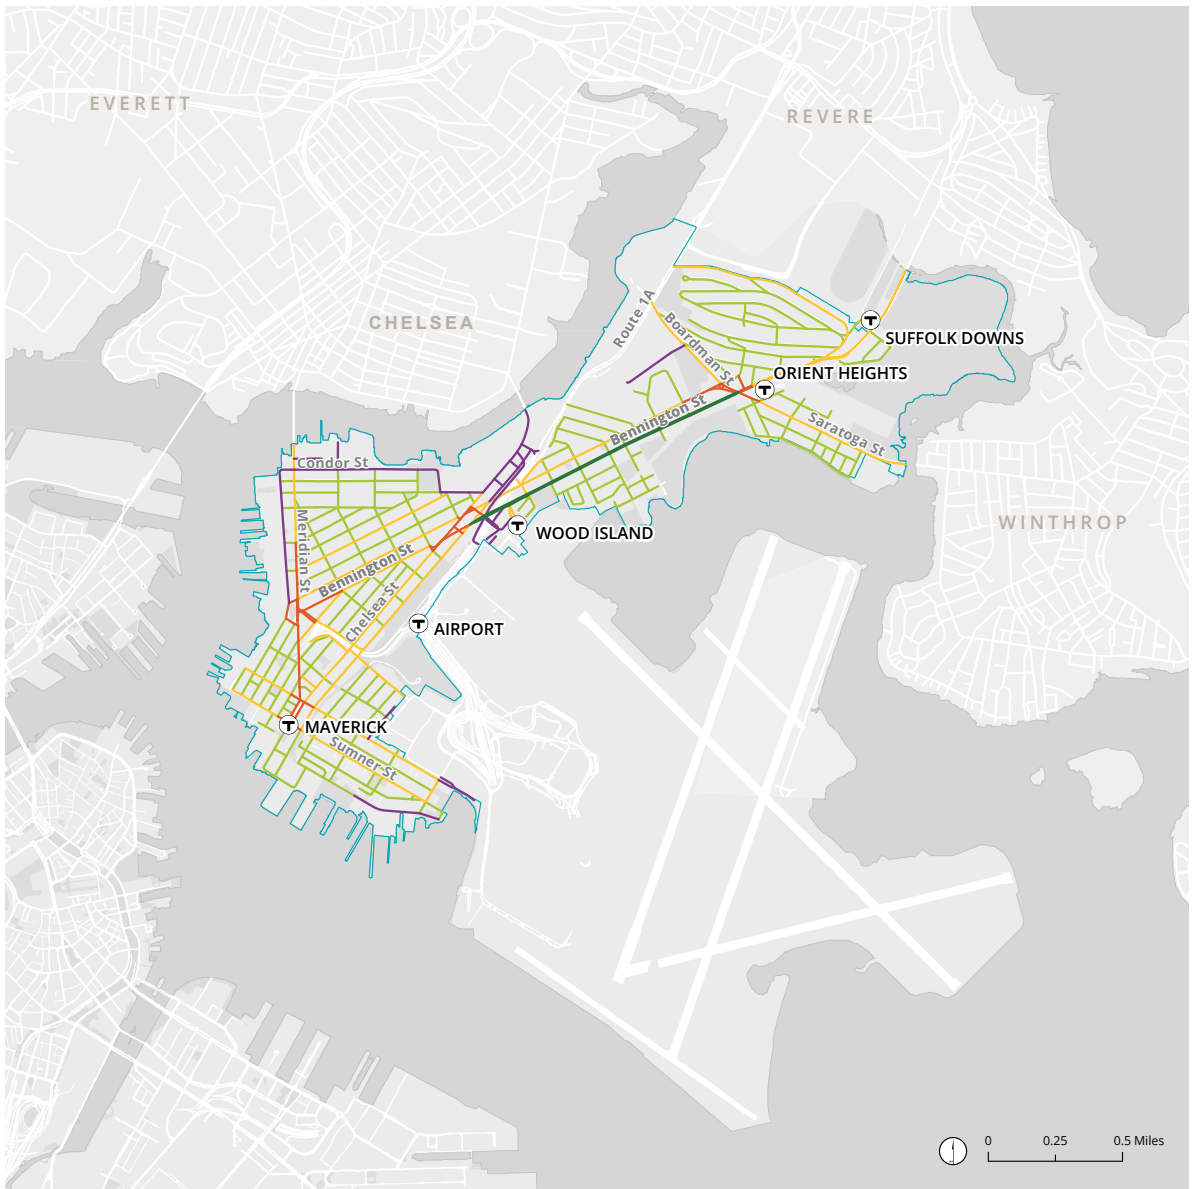 EVERETT
REVERE
CHELSEA
Route 1A
Boardman St
SUFFOLK DOWNS
ORIENT HEIGHTS
Bennington St
Saratoga St
Condor St
Meridian St
WINTHROP
WOOD ISLAND
Bennington St
Chelsea St
AIRPORT
MAVERICK
Sumner St
T
T
T
T
T
0 0.25 0.5 Miles